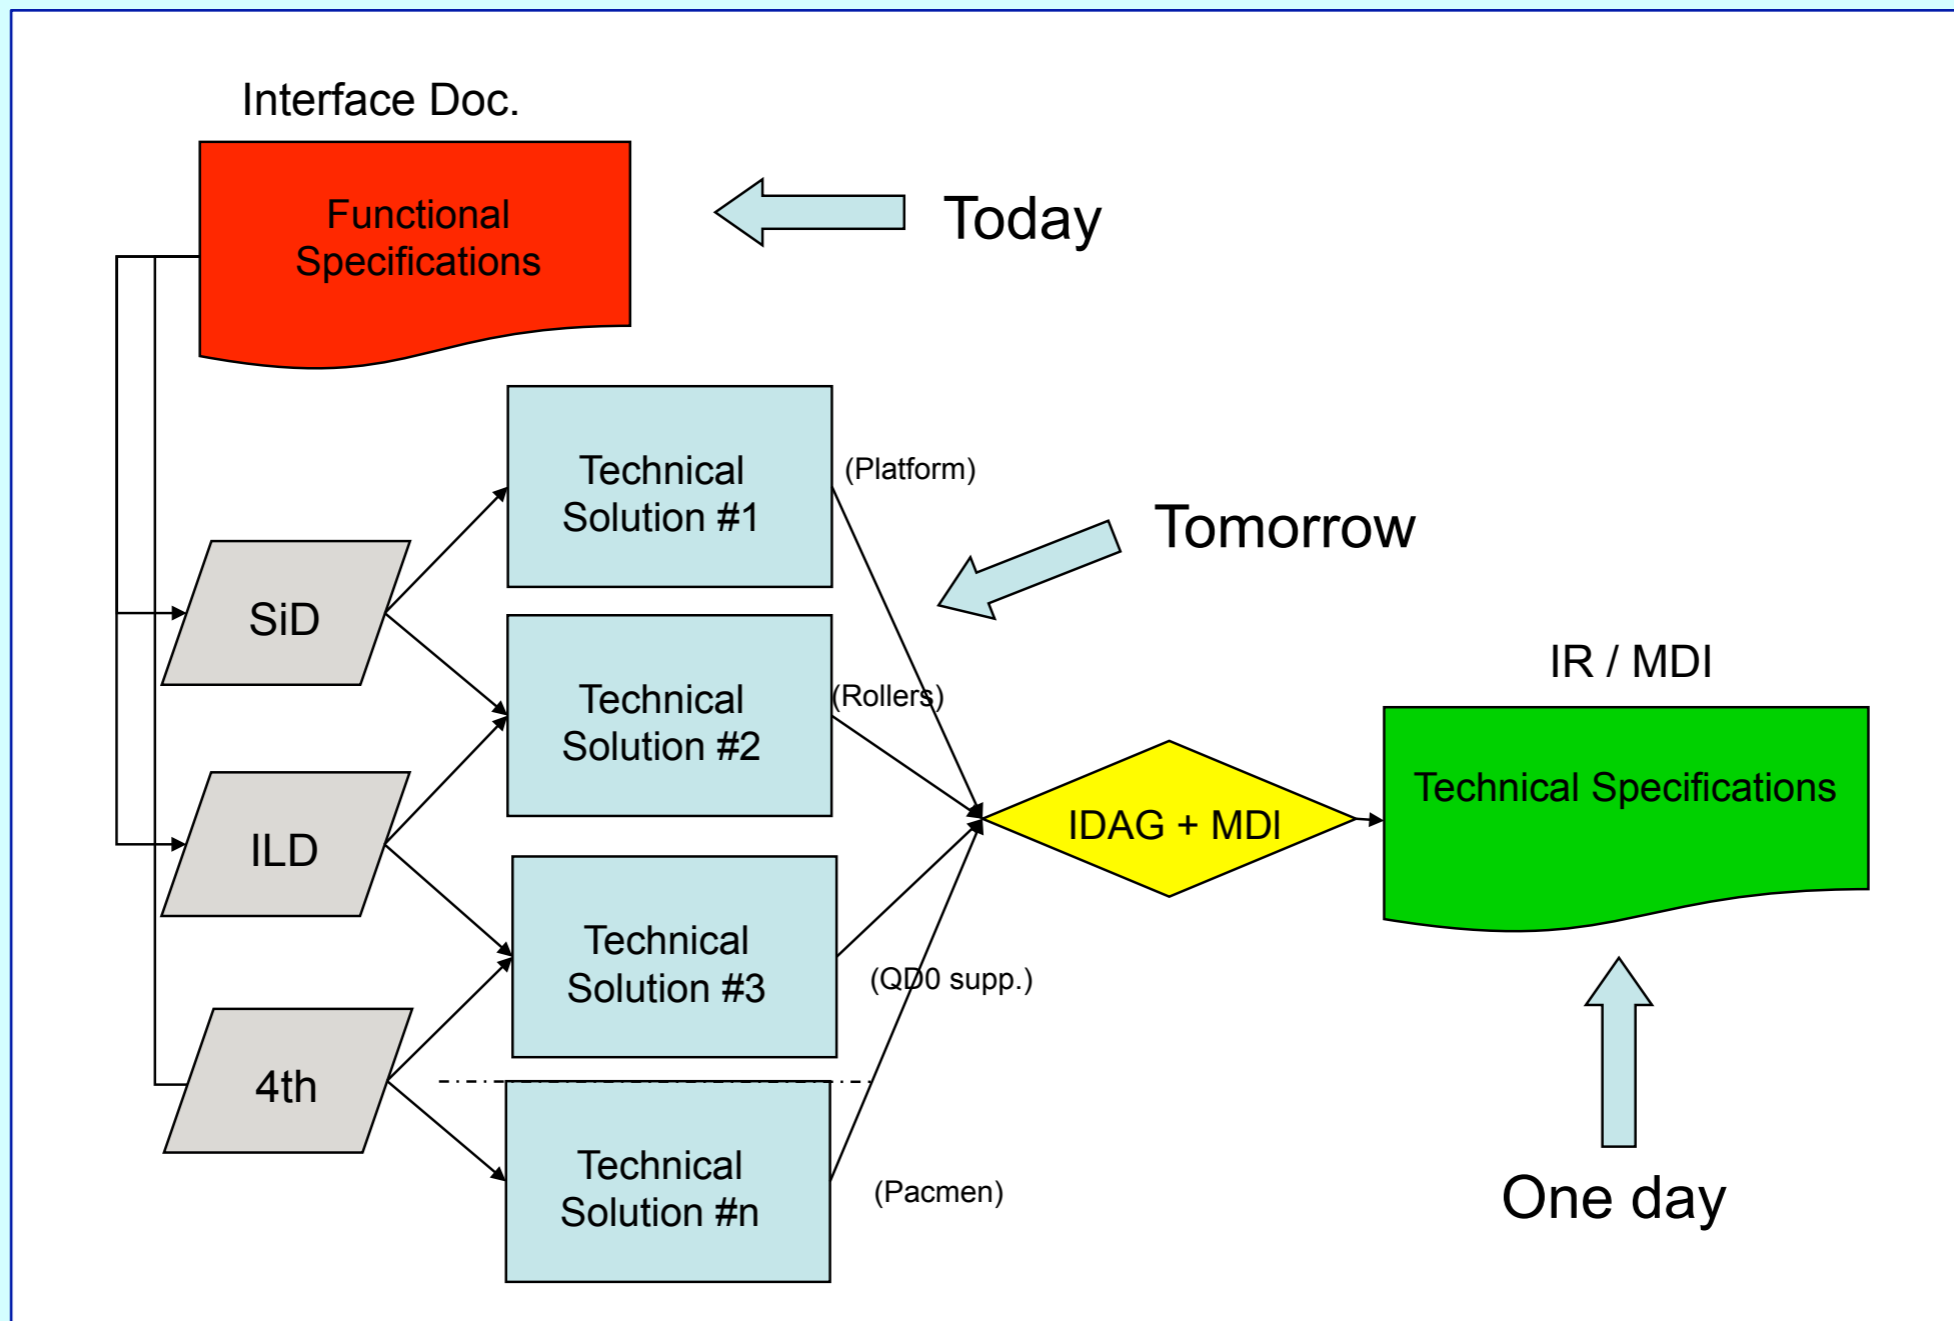 Interface Doc.
Functional
Specifications
Today
Technical
Solution #1
(Platform)
Tomorrow
SiD
Technical
Solution #2
(Rollers)
IR / MDI
Technical Specifications
IDAG + MDI
ILD
Technical
Solution #3
(QD0 supp.)
4th
Technical
Solution #n
(Pacmen)
One day